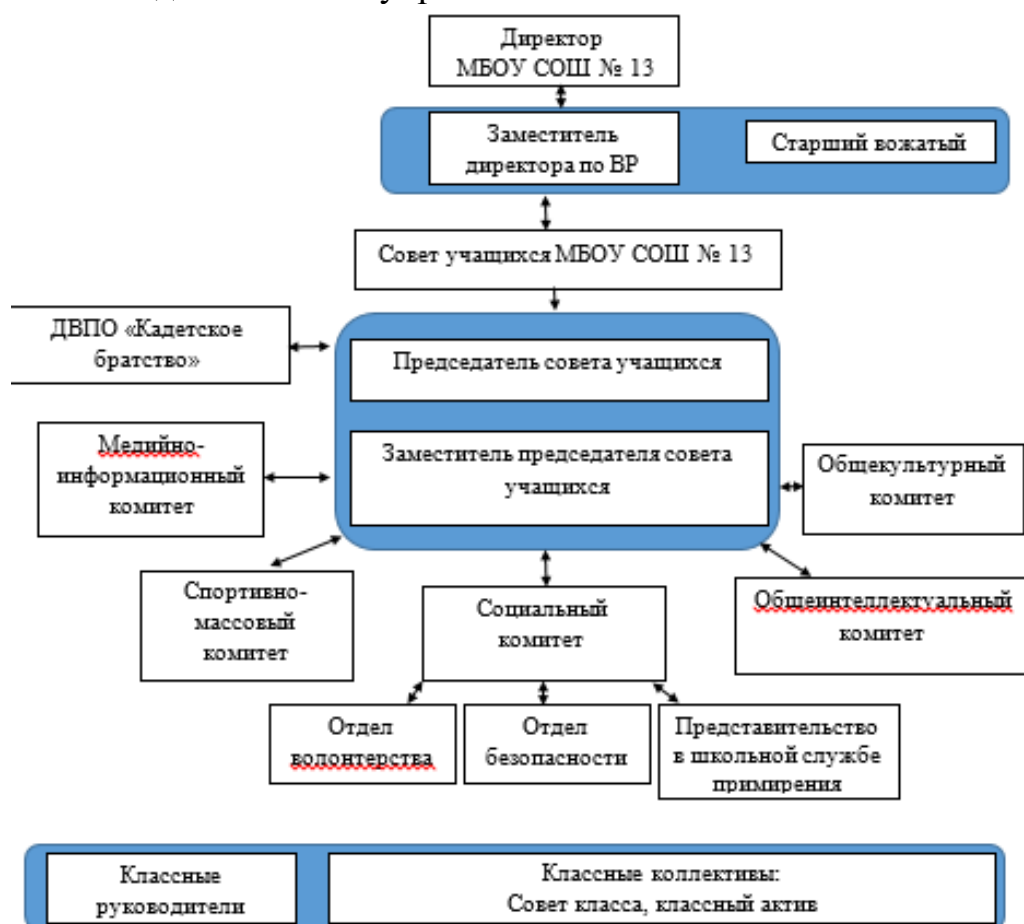 Директор
МБОУ СОШ № 13
Заместитель
директора по ВР
Старший вожатый
Совет учащихся МБОУ СОШ № 13
ДВПО «Кадетское
братство»
Председатель совета учащихся
Медийно-
информационный
комитет
Заместитель председателя совета
учащихся
Общекультурный
комитет
Спортивно-
массовый
комитет
Социальный
комитет
Общеинтеллектуальный
комитет
Отдел
волонтерства
Отдел
безопасности
Представительство
в школьной службе
примирения
Классные
руководители
Классные коллективы:
Совет класса, классный актив